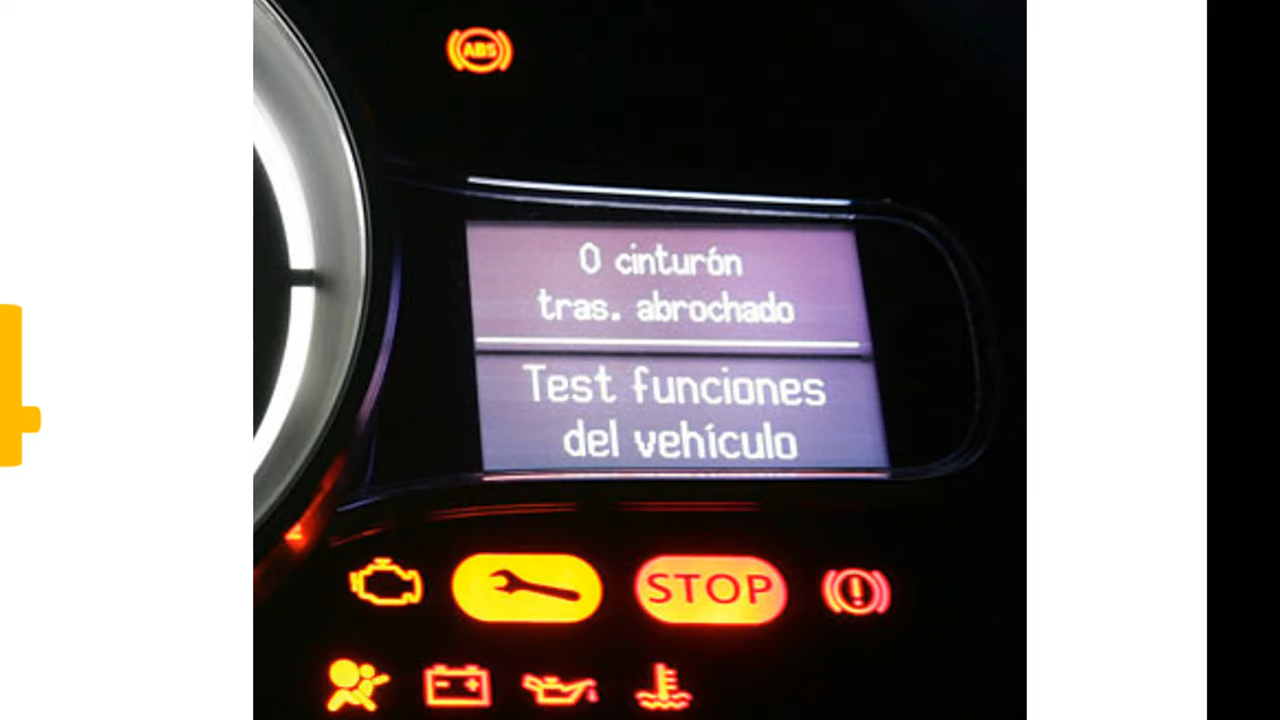 ABS
0 cinturón
tras. abrochado
Test funciones
del vehículo
STOP